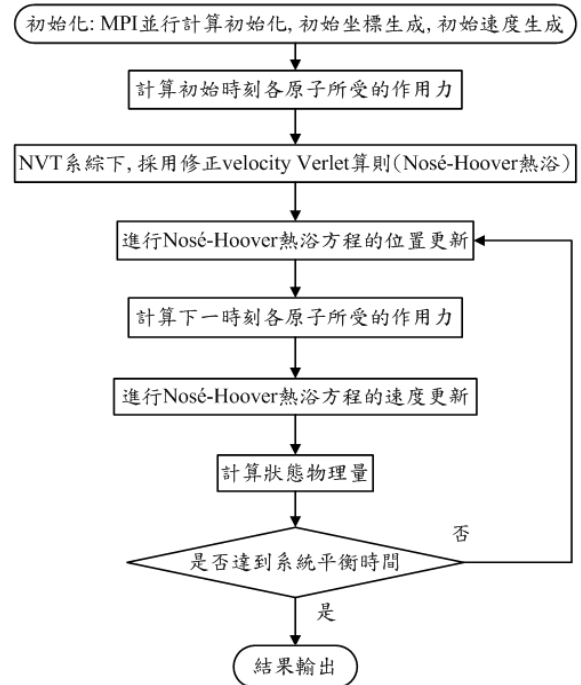 初始化: MPI並行計算初始化, 初始坐標生成, 初始速度生成
計算初始時刻各原子所受的作用力
NVT系綜下, 採用修正velocity Verlet算則(Nosé-Hoover熱浴)
進行Nosé-Hoover熱浴方程的位置更新
計算下一時刻各原子所受的作用力
進行Nosé-Hoover熱浴方程的速度更新
計算狀態物理量
否
是否達到系統平衡時間
是
結果輸出